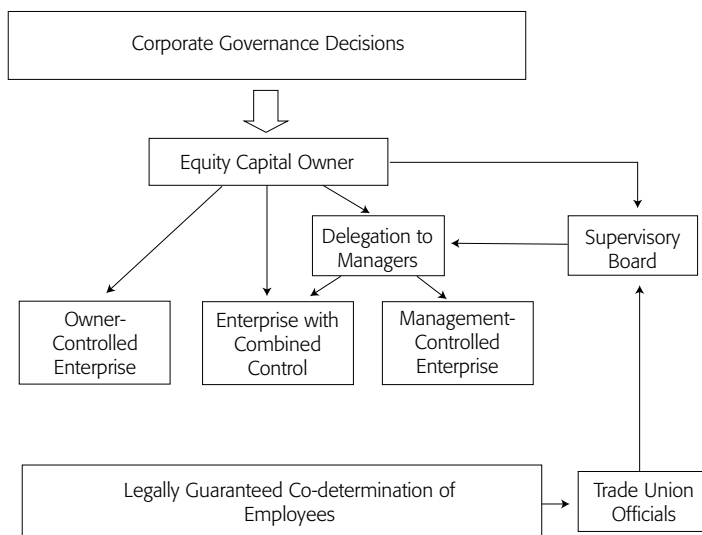 Corporate Governance Decisions
Equity Capital Owner
Delegation to
Managers
Supervisory
Board
Owner-
Controlled
Enterprise
Enterprise with
Combined
Control
Management-
Controlled
Enterprise
Legally Guaranteed Co-determination of
Employees
Trade Union
Officials